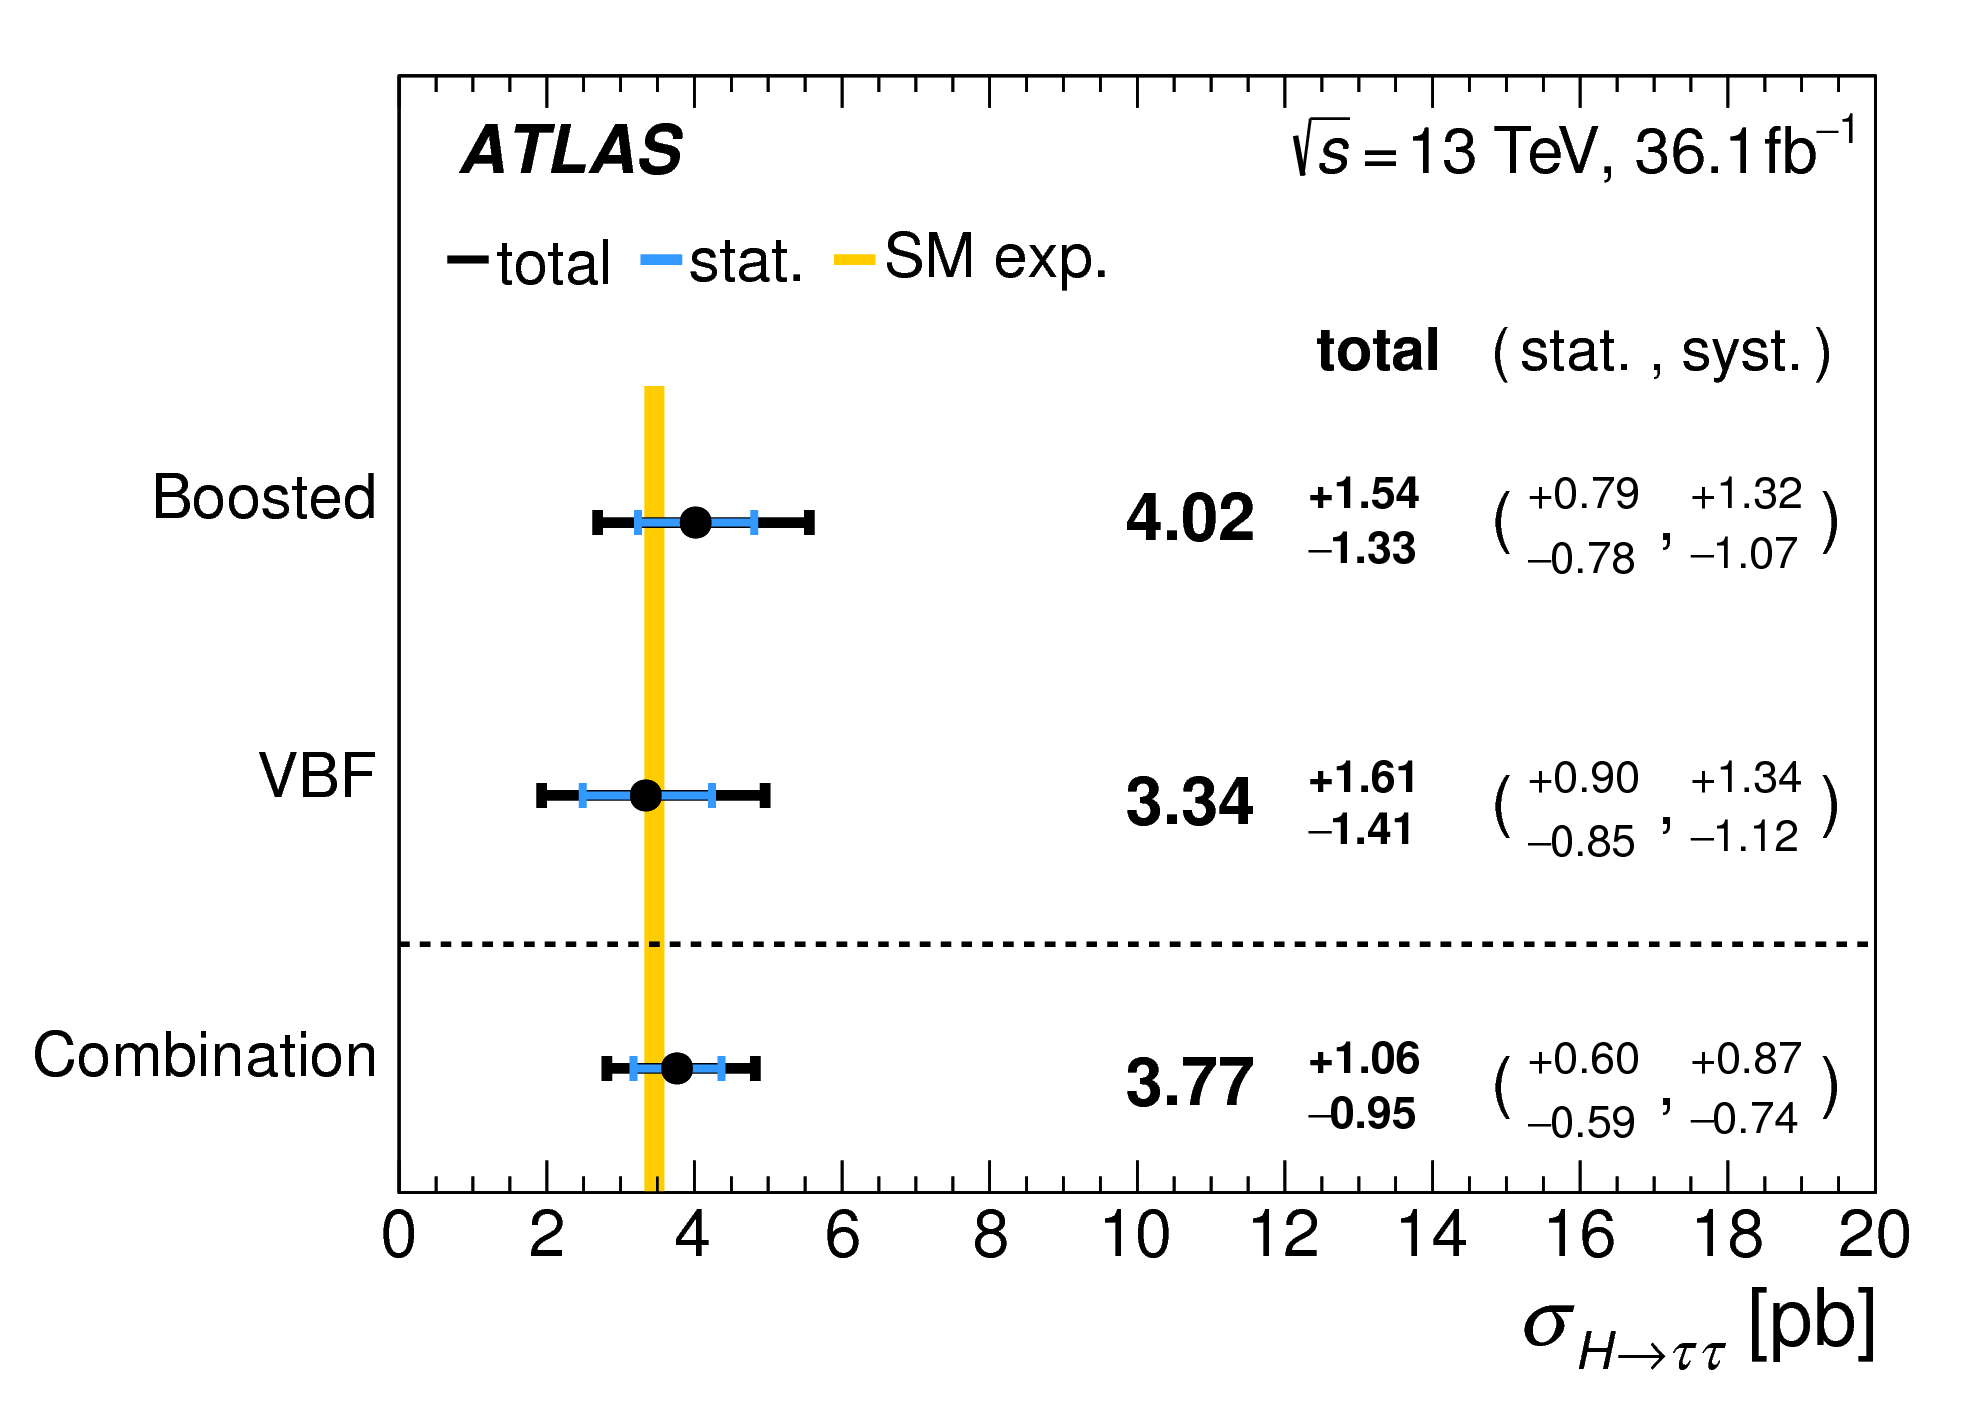 ATLAS √s = 13 TeV, 36.1 fb⁻¹
total stat. SM exp.
total ( stat. , syst. )
Boosted 4.02 +1.54 −1.33 ( +0.79 −0.78 , +1.32 −1.07 )
VBF 3.34 +1.61 −1.41 ( +0.90 −0.85 , +1.34 −1.12 )
Combination 3.77 +1.06 −0.95 ( +0.60 −0.59 , +0.87 −0.74 )
0 2 4 6 8 10 12 14 16 18 20
σ H→ττ [pb]